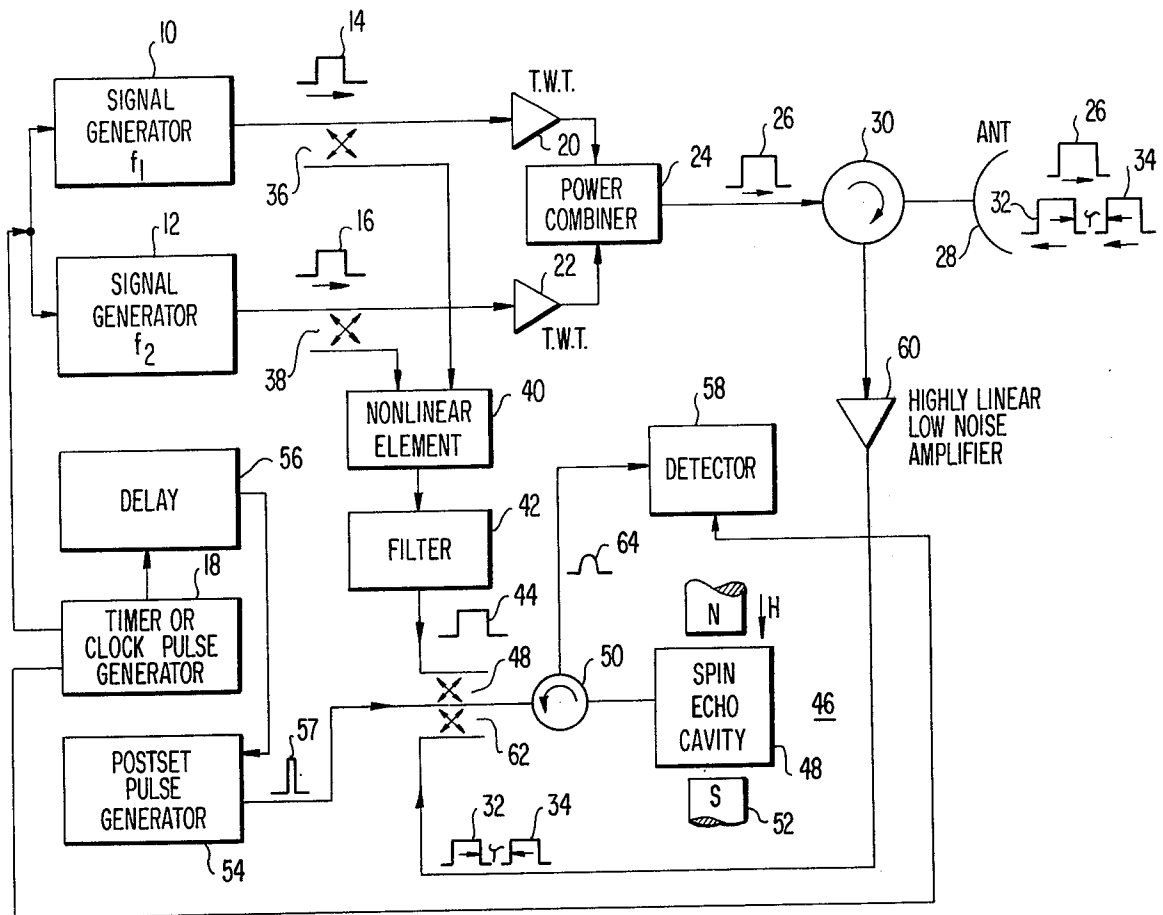 10
SIGNAL
GENERATOR
f1
14
36
T.W.T.
20
12
SIGNAL
GENERATOR
f2
16
38
22
T.W.T.
POWER
COMBINER
24
26
30
ANT
28
26
32
τ
34
NONLINEAR
ELEMENT
40
FILTER
42
44
58
DETECTOR
60
HIGHLY LINEAR
LOW NOISE
AMPLIFIER
56
DELAY
18
TIMER OR
CLOCK PULSE
GENERATOR
64
N
H
48
50
62
SPIN
ECHO
CAVITY
46
48
S
52
57
POSTSET
PULSE
GENERATOR
54
32
τ
34